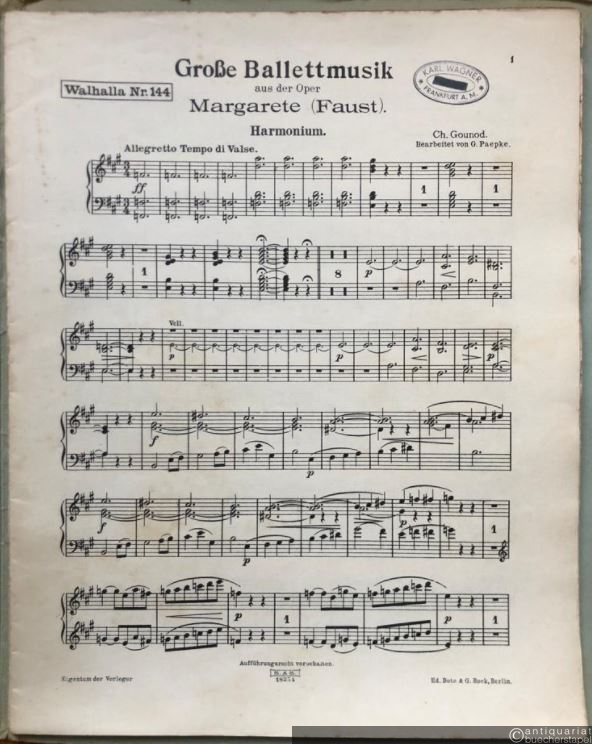 1
Große Ballettmusik
Walhalla Nr. 144
aus der Oper
Margarete (Faust).
KARL WAGNER
FRANKFURT A. M.
Harmonium.
Ch. Gounod.
Bearbeitet von G. Paepke.
Allegretto Tempo di Valse.
ff
1
1
1
8
p
Vcll.
p
p
p
f
p
f
p
p
1
1
1
Aufführungsrecht vorbehalten.
B. & B.
Eigentum der Verleger
Ed. Bote & G. Bock, Berlin.
© antiquariat
buecherstapel